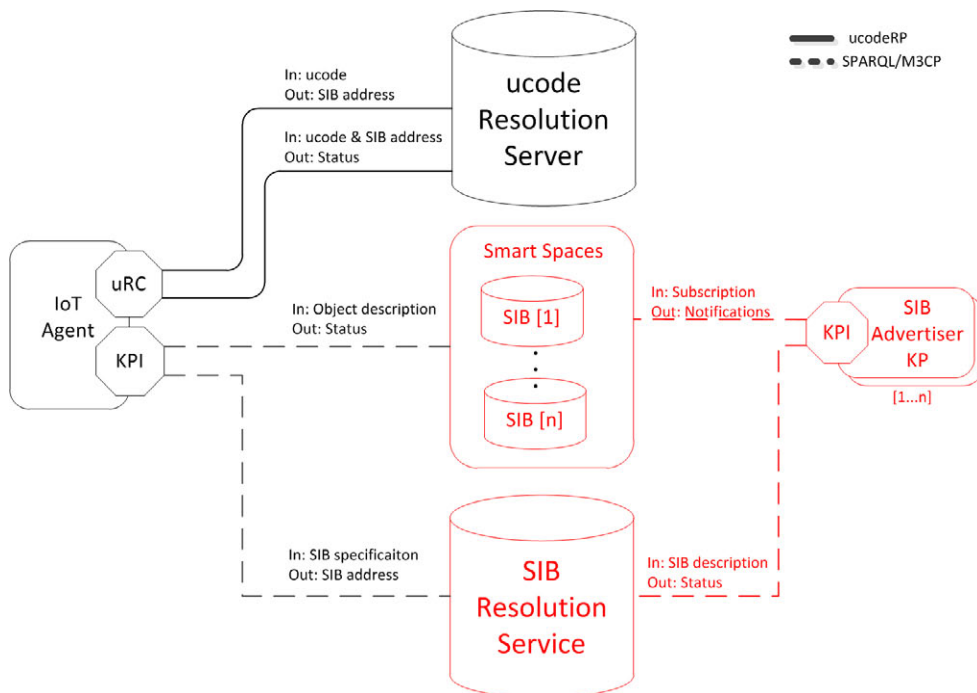 ucodeRP
SPARQL/M3CP
In: ucode
Out: SIB address
ucode
Resolution
Server
In: ucode & SIB address
Out: Status
Smart Spaces
uRC
IoT
Agent
KPI
In: Object description
Out: Status
SIB [1]
SIB [n]
In: Subscription
Out: Notifications
KPI
SIB
Advertiser
KP
[1...n]
In: SIB specificaiton
Out: SIB address
SIB
Resolution
Service
In: SIB description
Out: Status